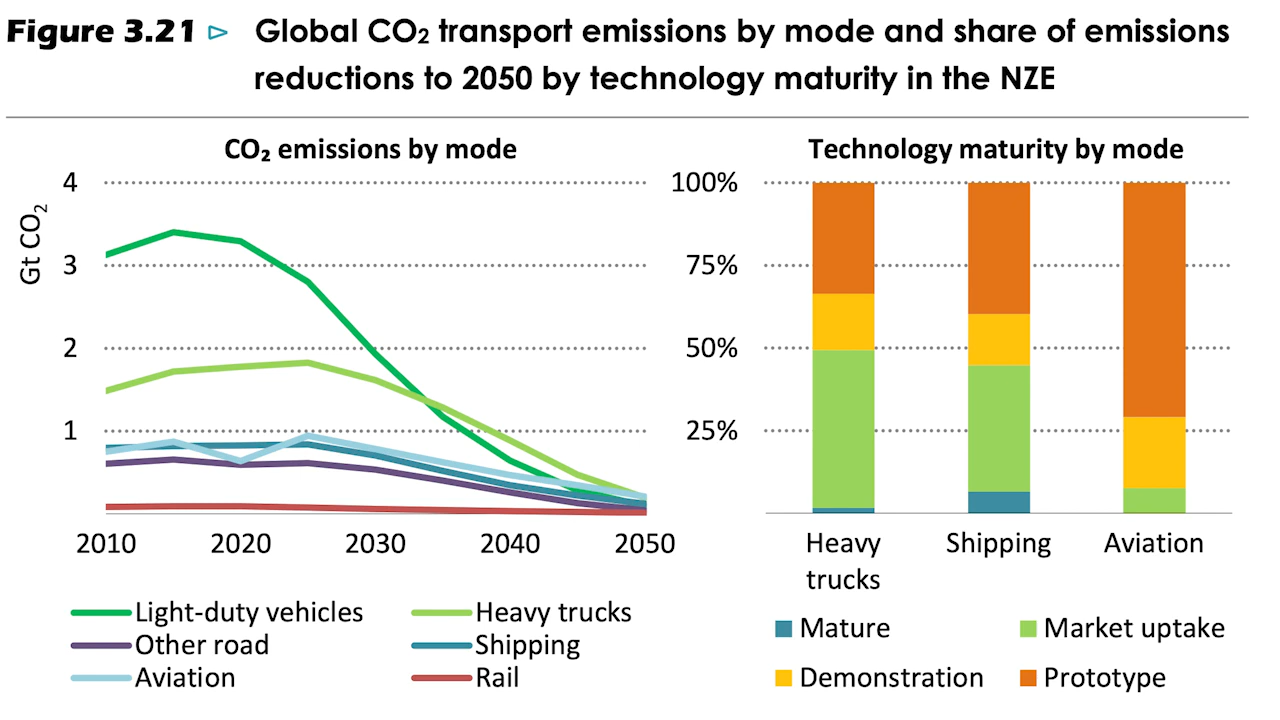 Figure 3.21 ▷ Global CO₂ transport emissions by mode and share of emissions
reductions to 2050 by technology maturity in the NZE
CO₂ emissions by mode
Gt CO₂
4
3
2
1
2010 2020 2030 2040 2050
Light-duty vehicles Heavy trucks
Other road Shipping
Aviation Rail
Technology maturity by mode
100%
75%
50%
25%
Heavy trucks Shipping Aviation
Mature Market uptake
Demonstration Prototype